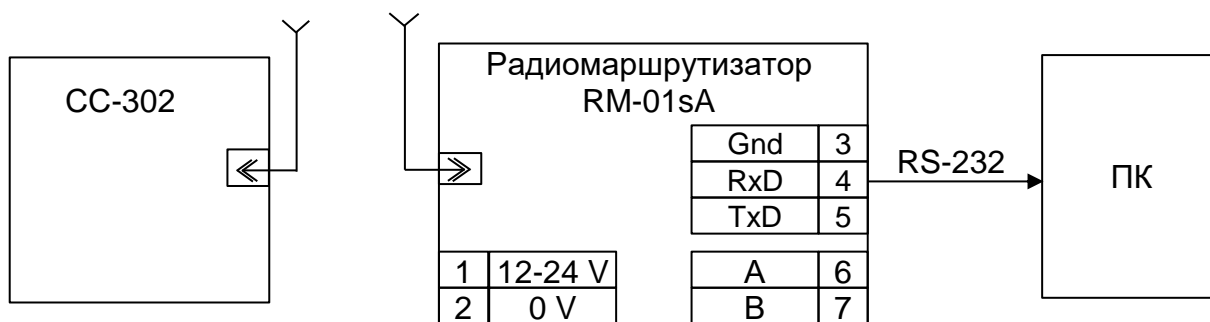 СС-302
Радиомаршрутизатор
RM-01sA
Gnd 3
RxD 4
TxD 5
RS-232
ПК
1 12-24 V
2 0 V
A 6
B 7